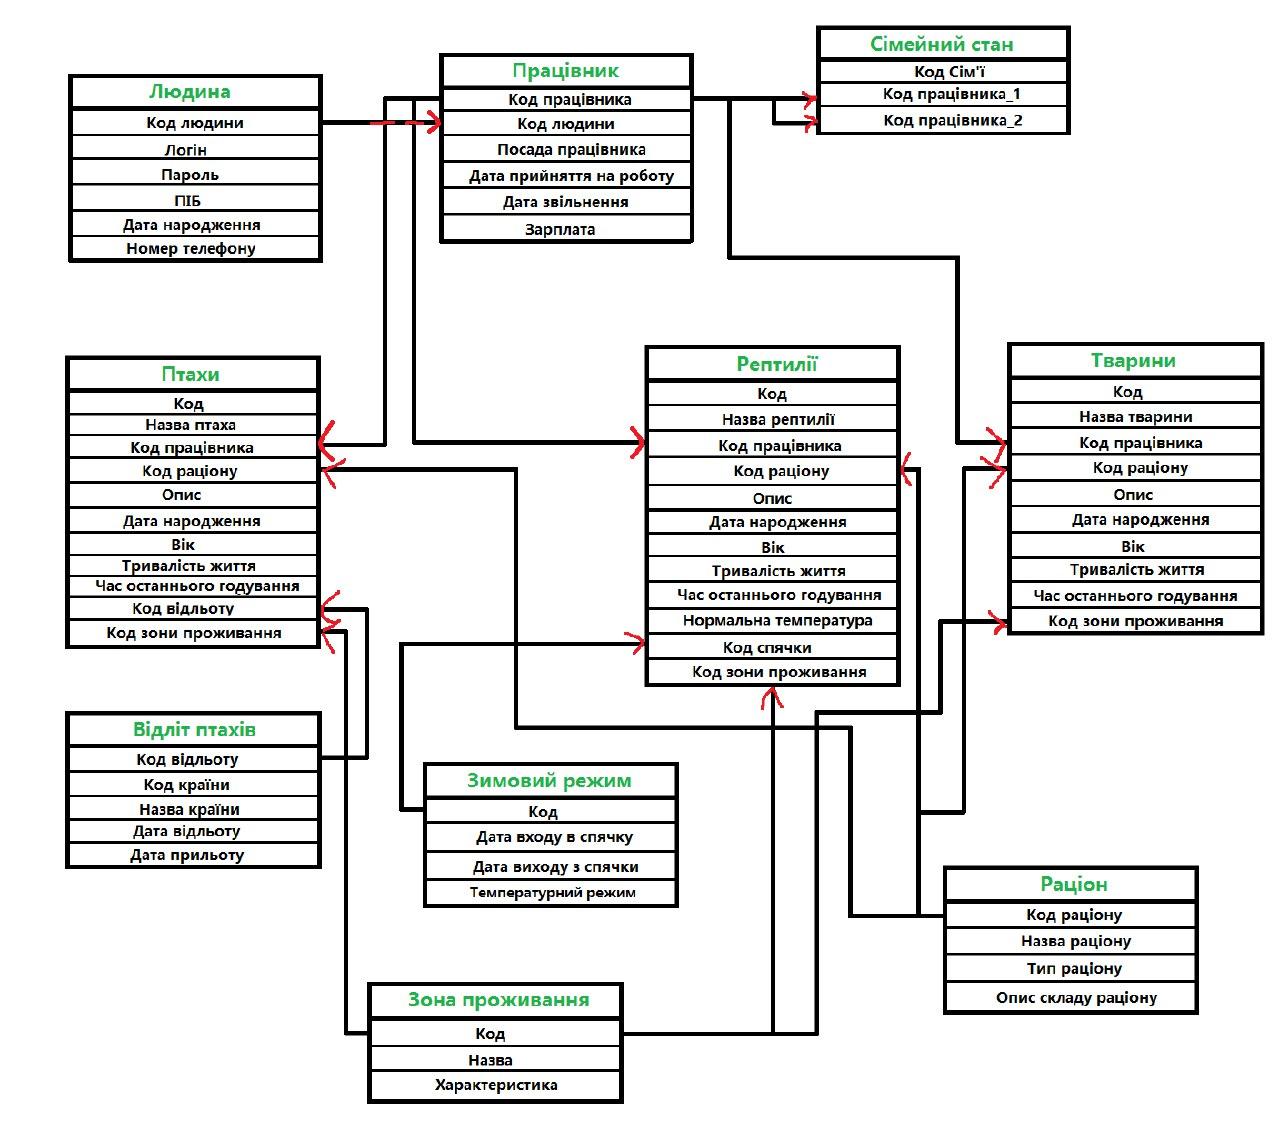 Людина
Код людини
Логін
Пароль
ПІБ
Дата народження
Номер телефону
Працівник
Код працівника
Код людини
Посада працівника
Дата прийняття на роботу
Дата звільнення
Зарплата
Сімейний стан
Код Сім'ї
Код працівника_1
Код працівника_2
Птахи
Код
Назва птаха
Код працівника
Код раціону
Опис
Дата народження
Вік
Тривалість життя
Час останнього годування
Код відльоту
Код зони проживання
Рептилії
Код
Назва рептилії
Код працівника
Код раціону
Опис
Дата народження
Вік
Тривалість життя
Час останнього годування
Нормальна температура
Код спячки
Код зони проживання
Тварини
Код
Назва тварини
Код працівника
Код раціону
Опис
Дата народження
Вік
Тривалість життя
Час останнього годування
Код зони проживання
Відліт птахів
Код відльоту
Код країни
Назва країни
Дата відльоту
Дата прильоту
Зимовий режим
Код
Дата входу в спячку
Дата виходу з спячки
Температурний режим
Раціон
Код раціону
Назва раціону
Тип раціону
Опис складу раціону
Зона проживання
Код
Назва
Характеристика